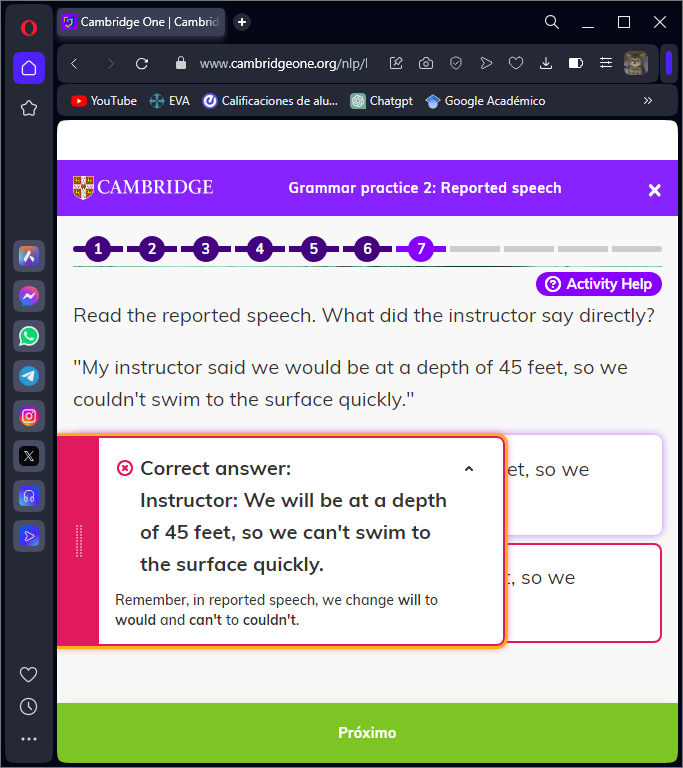 Cambridge One | Cambrid
www.cambridgeone.org/nlp/l
YouTube EVA Calificaciones de alu... Chatgpt Google Académico
CAMBRIDGE Grammar practice 2: Reported speech
1 2 3 4 5 6 7
Activity Help
Read the reported speech. What did the instructor say directly?
"My instructor said we would be at a depth of 45 feet, so we
couldn't swim to the surface quickly."
Correct answer:
Instructor: We will be at a depth
of 45 feet, so we can't swim to
the surface quickly.
Remember, in reported speech, we change will to
would and can't to couldn't.
et, so we
t, so we
Próximo